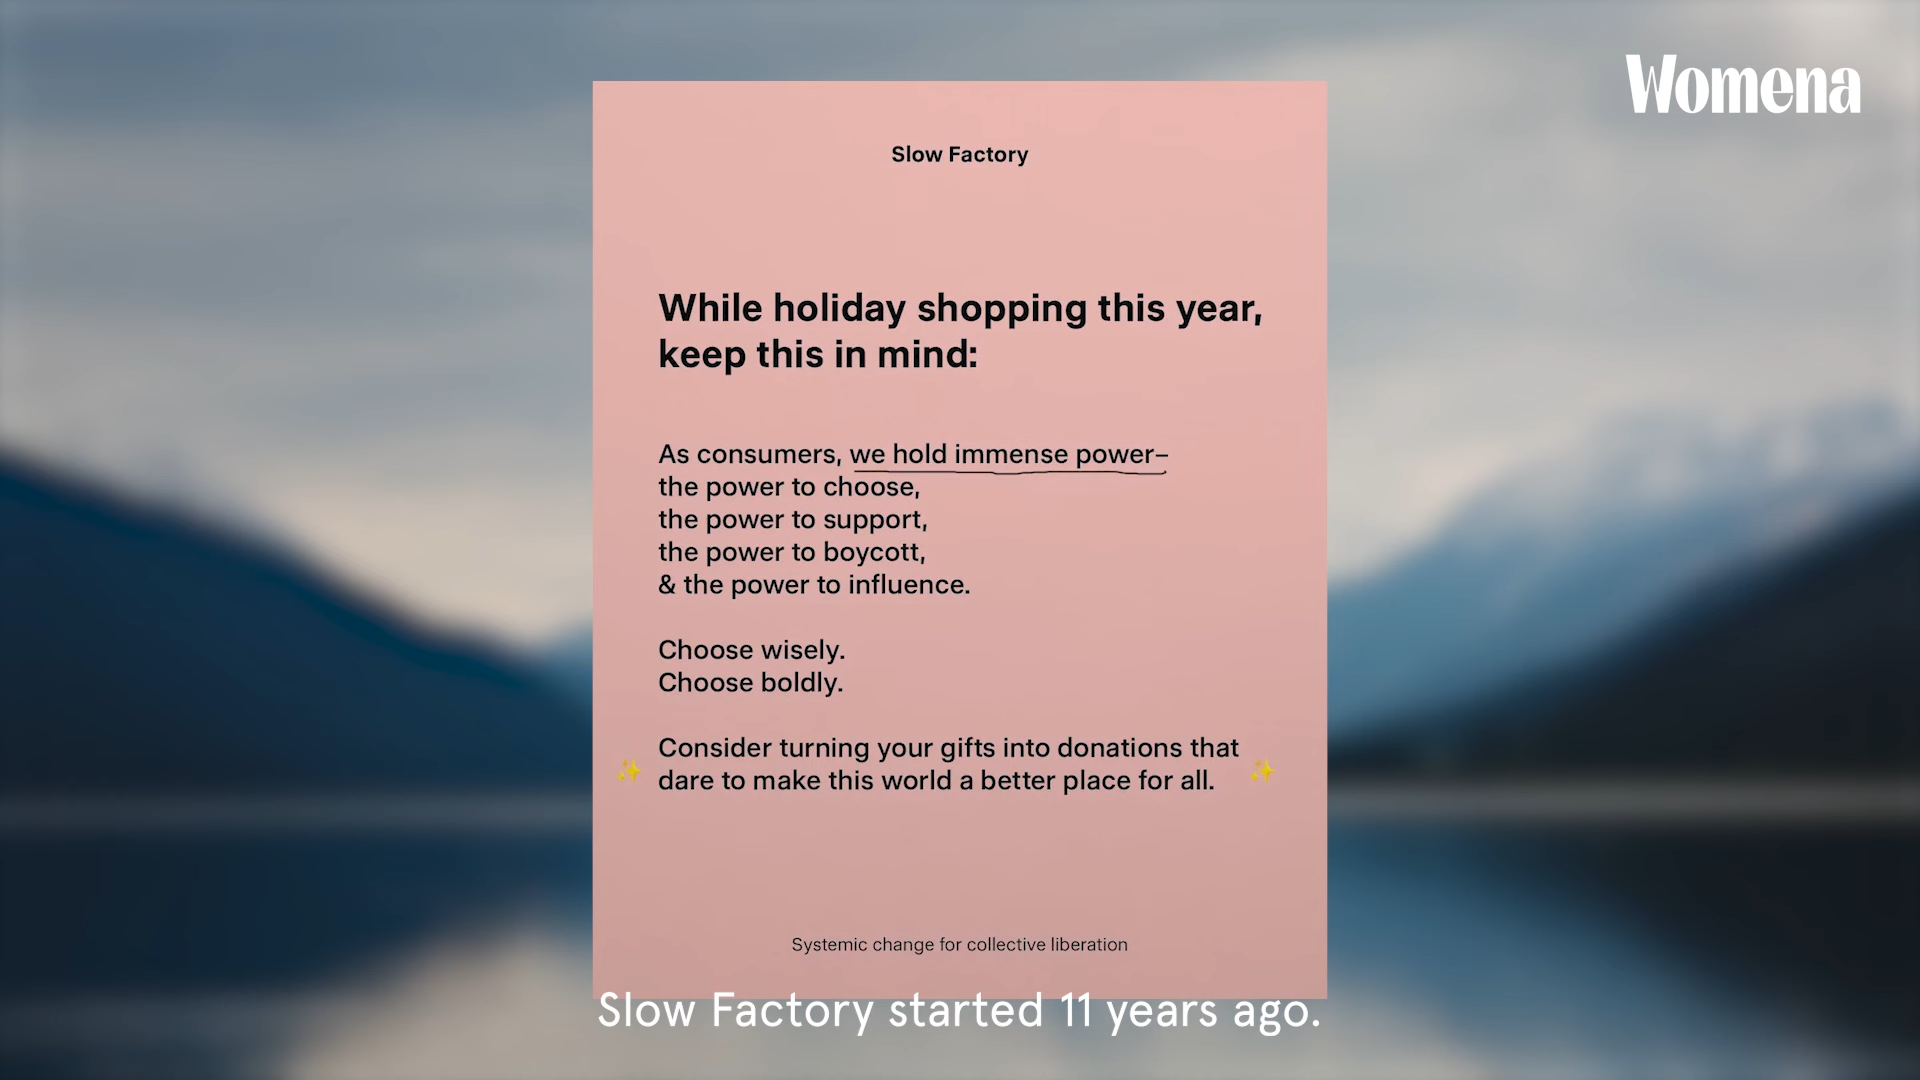 Womena
Slow Factory
While holiday shopping this year,
keep this in mind:
As consumers, we hold immense power–
the power to choose,
the power to support,
the power to boycott,
& the power to influence.
Choose wisely.
Choose boldly.
Consider turning your gifts into donations that
✨ dare to make this world a better place for all. ✨
Systemic change for collective liberation
Slow Factory started 11 years ago.